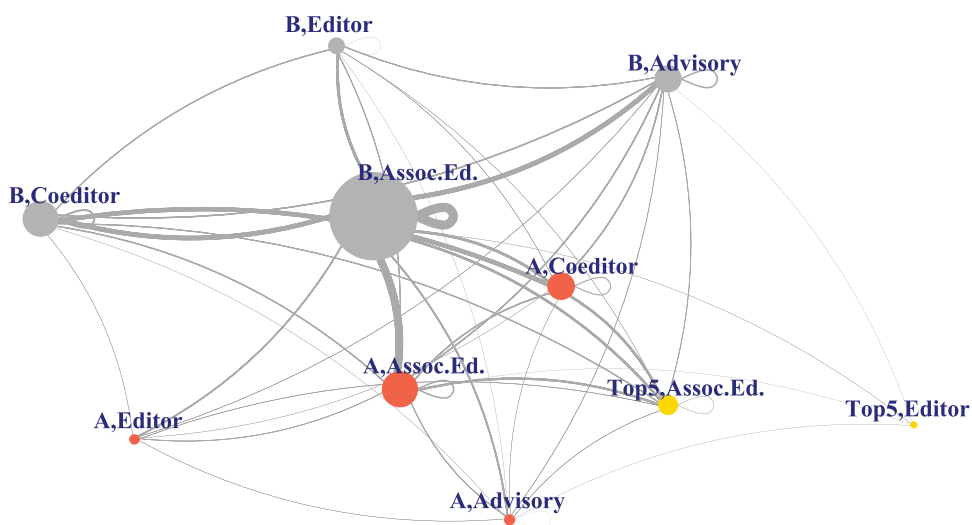 B,Editor
B,Advisory
B,Assoc.Ed.
B,Coeditor
A,Coeditor
A,Assoc.Ed.
Top5,Assoc.Ed.
Top5,Editor
A,Editor
A,Advisory